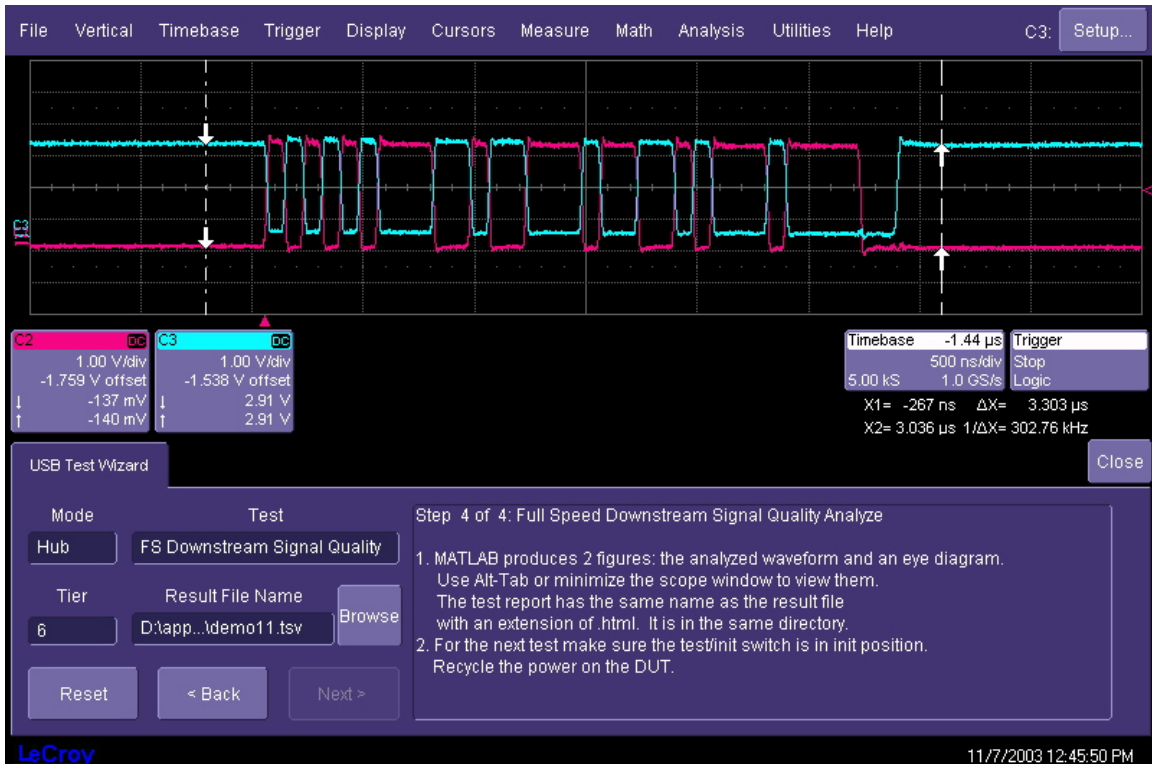 File Vertical Timebase Trigger Display Cursors Measure Math Analysis Utilities Help C3: Setup...
C3
C2 DC
1.00 V/div
-1.759 V offset
↓ -137 mV
↑ -140 mV
C3 DC
1.00 V/div
-1.538 V offset
↓ 2.91 V
↑ 2.91 V
Timebase -1.44 µs
500 ns/div
5.00 kS 1.0 GS/s
Trigger
Stop
Logic
X1= -267 ns ΔX= 3.303 µs
X2= 3.036 µs 1/ΔX= 302.76 kHz
USB Test Wizard
Close
Mode Test
Hub FS Downstream Signal Quality
Tier Result File Name
6 D:\app...\demo11.tsv Browse
Reset < Back Next >
Step 4 of 4: Full Speed Downstream Signal Quality Analyze
1. MATLAB produces 2 figures: the analyzed waveform and an eye diagram.
Use Alt-Tab or minimize the scope window to view them.
The test report has the same name as the result file
with an extension of .html. It is in the same directory.
2. For the next test make sure the test/init switch is in init position.
Recycle the power on the DUT.
LeCroy
11/7/2003 12:45:50 PM